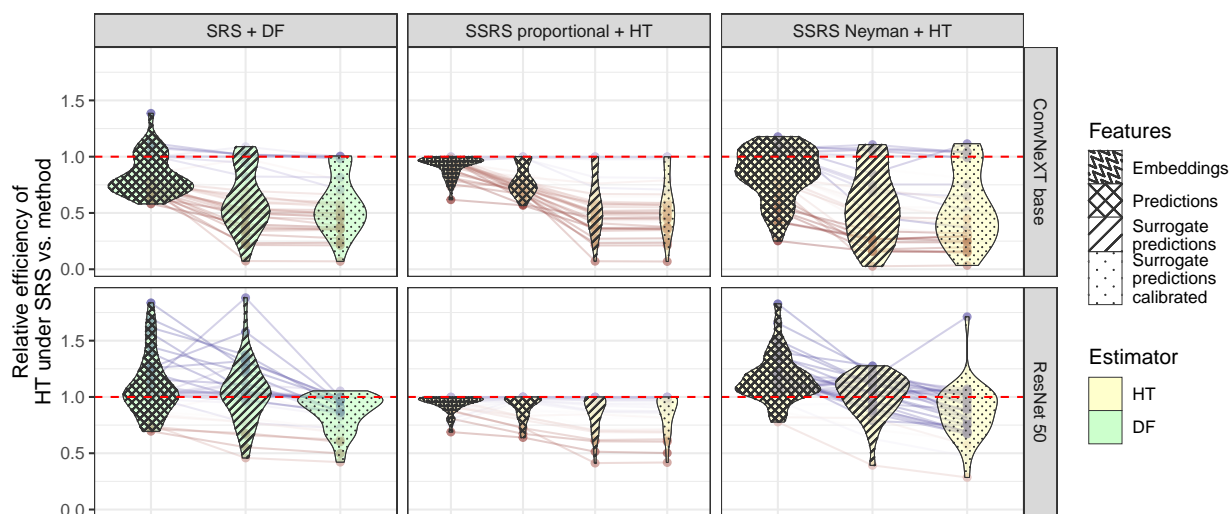 SRS + DF
SSRS proportional + HT
SSRS Neyman + HT
Relative efficiency of
HT under SRS vs. method
1.5
1.0
0.5
0.0
ConvNeXT base
1.5
1.0
0.5
0.0
ResNet 50
Features
Embeddings
Predictions
Surrogate
predictions
Surrogate
predictions
calibrated
Estimator
HT
DF